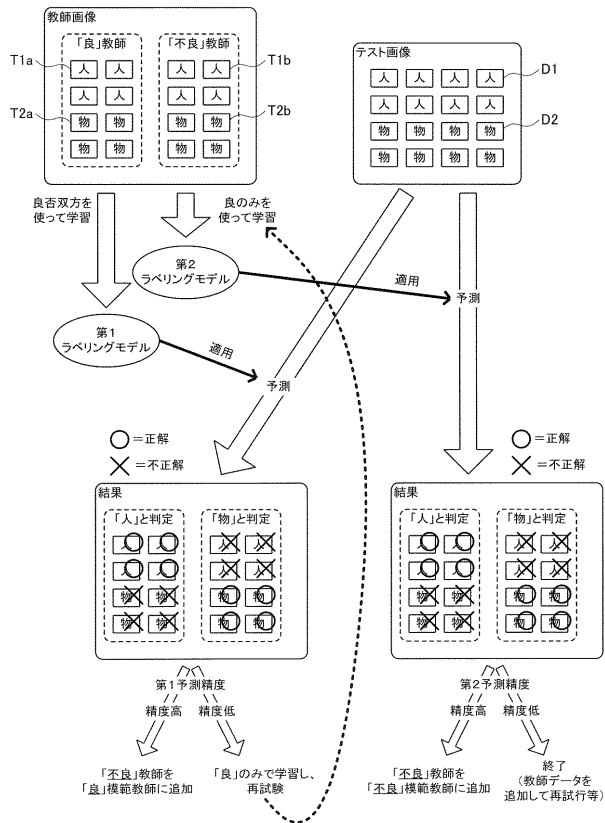 教師画像
「良」教師 「不良」教師
T1a 人 人 人 人 T1b
人 人 人 人
T2a 物 物 物 物 T2b
物 物 物 物
テスト画像
人 人 人 人 D1
人 人 人 人
物 物 物 物 D2
物 物 物 物
良否双方を
使って学習
良のみを
使って学習
第2
ラベリングモデル
適用
予測
第1
ラベリングモデル
適用
予測
=正解
=不正解
結果
「人」と判定 「物」と判定
人 人 人 人
人 人 人 人
物 物 物 物
物 物 物 物
第1予測精度
精度高 精度低
「不良」教師を
「良」模範教師に追加
「良」のみで学習し、
再試験
=正解
=不正解
結果
「人」と判定 「物」と判定
人 人 人 人
人 人 人 人
物 物 物 物
物 物 物 物
第2予測精度
精度高 精度低
「不良」教師を
「不良」模範教師に追加
終了
(教師データを
追加して再試行等)